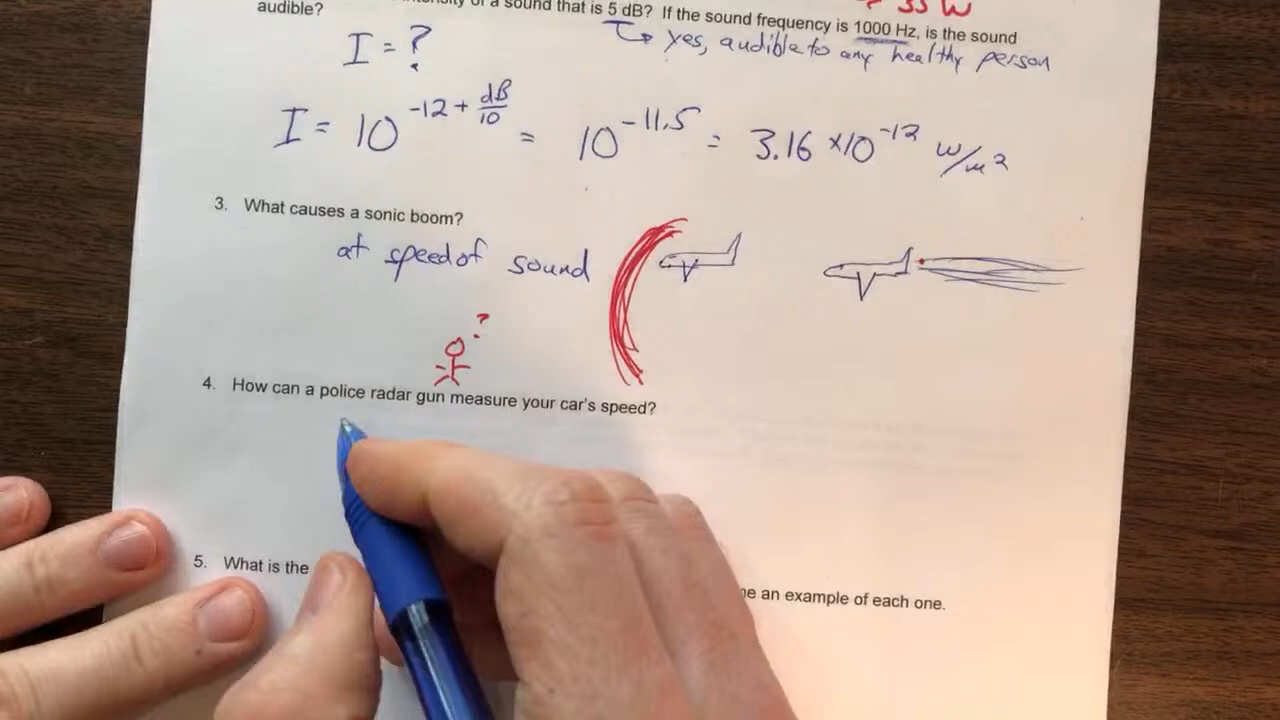 35 W
of a sound that is 5 dB? If the sound frequency is 1000 Hz, is the sound
audible?
yes, audible to any healthy person
I = ?
I = 10^-12 + dB/10 = 10^-11.5 = 3.16 × 10^-12 W/m²
3. What causes a sonic boom?
at speed of sound
?
4. How can a police radar gun measure your car's speed?
5. What is the
an example of each one.